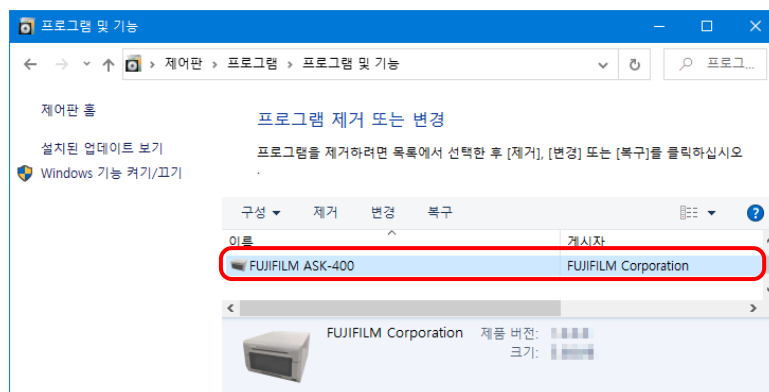 프로그램 및 기능
제어판 › 프로그램 › 프로그램 및 기능
프로그...
제어판 홈
설치된 업데이트 보기
Windows 기능 켜기/끄기
프로그램 제거 또는 변경
프로그램을 제거하려면 목록에서 선택한 후 [제거], [변경] 또는 [복구]를 클릭하십시오
.
구성 제거 변경 복구
이름 게시자
FUJIFILM ASK-400 FUJIFILM Corporation
FUJIFILM Corporation 제품 버전:
크기: